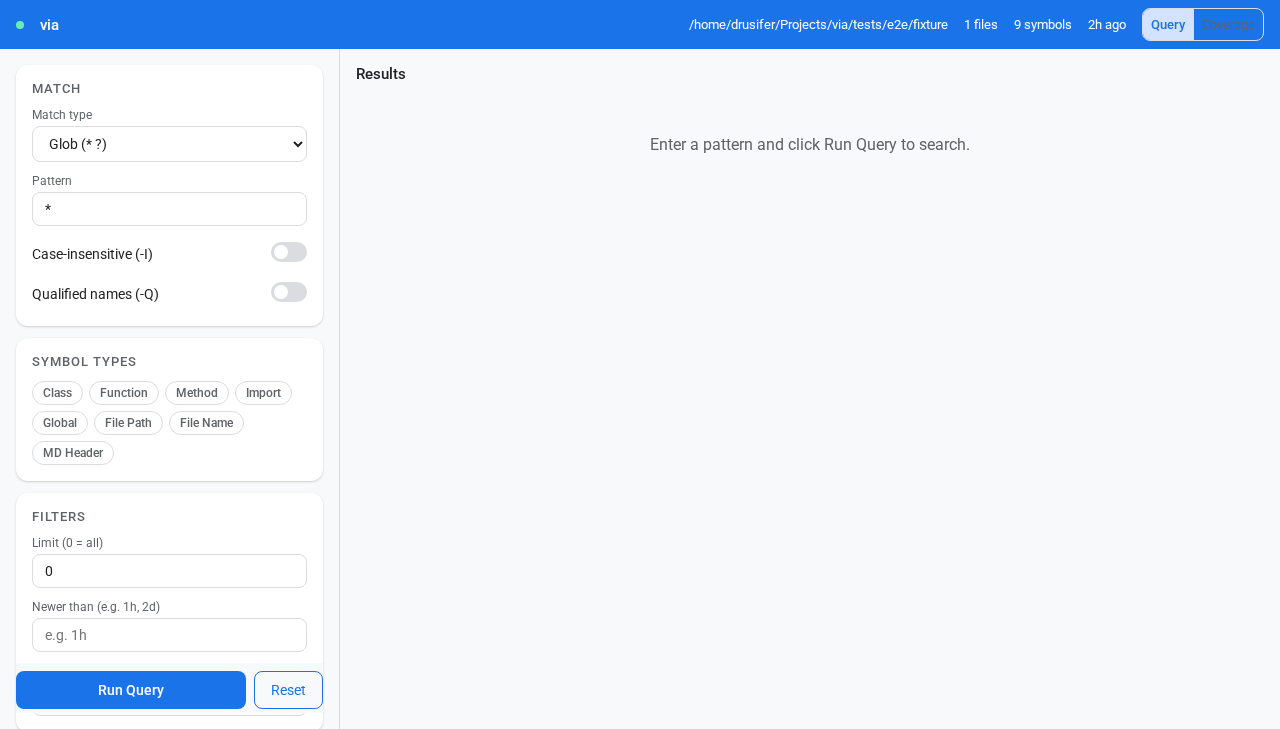 via
/home/drusifer/Projects/via/tests/e2e/fixture 1 files 9 symbols 2h ago Query Coverage
MATCH
Match type
Glob (* ?)
Pattern
*
Case-insensitive (-I)
Qualified names (-Q)
SYMBOL TYPES
Class Function Method Import
Global File Path File Name
MD Header
FILTERS
Limit (0 = all)
0
Newer than (e.g. 1h, 2d)
e.g. 1h
Run Query Reset
Results
Enter a pattern and click Run Query to search.